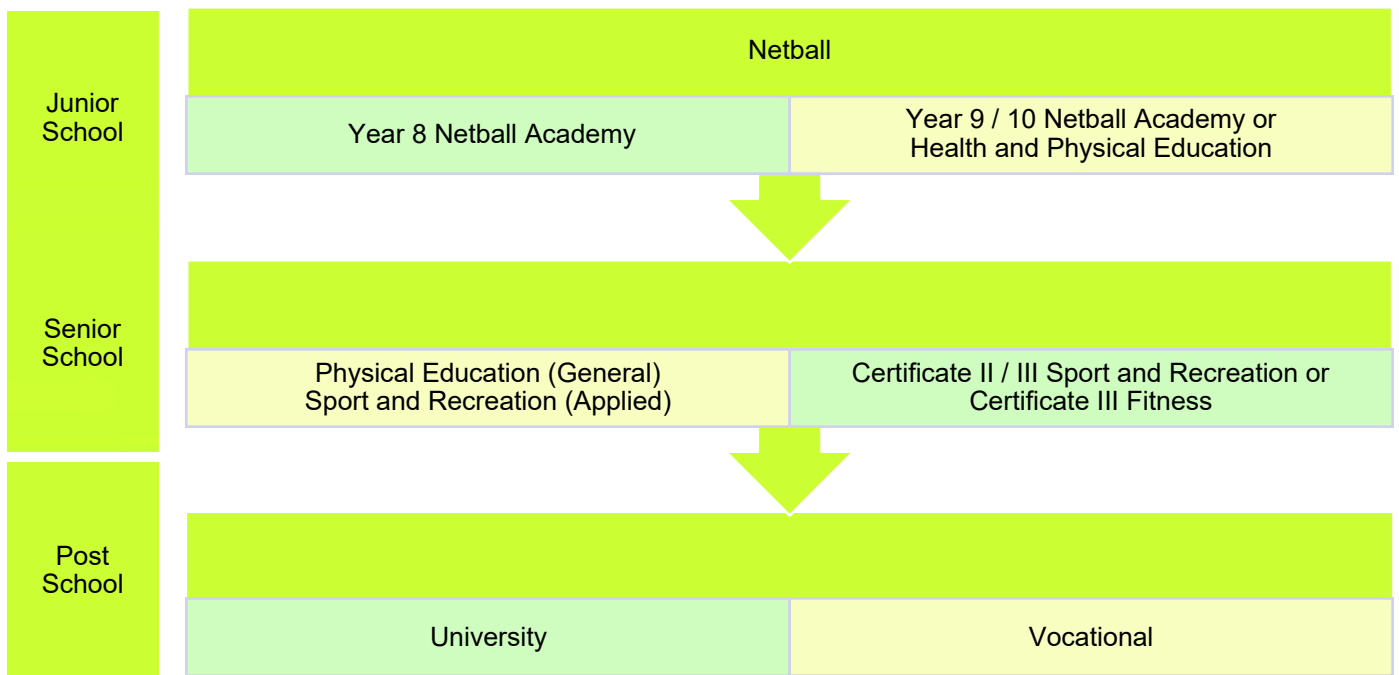 Netball
Junior
School
Year 8 Netball Academy
Year 9 / 10 Netball Academy or
Health and Physical Education
Senior
School
Physical Education (General)
Sport and Recreation (Applied)
Certificate II / III Sport and Recreation or
Certificate III Fitness
Post
School
University
Vocational